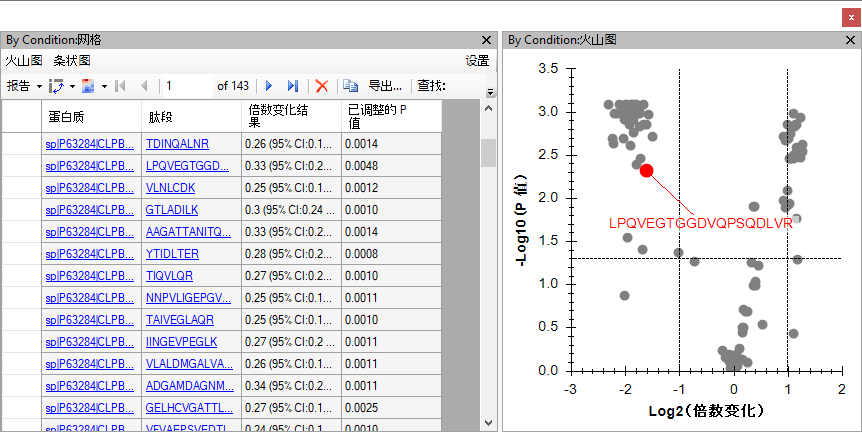 By Condition:网格
火山图 条状图 设置
报告 1 of 143 导出... 查找:
蛋白质 肽段 倍数变化结果 已调整的 P 值
sp|P63284|CLPB... TDINQALNR 0.26 (95% CI:0.1... 0.0014
sp|P63284|CLPB... LPQVEGTGGD... 0.33 (95% CI:0.2... 0.0048
sp|P63284|CLPB... VLNLCDK 0.25 (95% CI:0.1... 0.0012
sp|P63284|CLPB... GTLADILK 0.3 (95% CI:0.24 ... 0.0010
sp|P63284|CLPB... AAGATTANITQ... 0.33 (95% CI:0.2... 0.0014
sp|P63284|CLPB... YTIDLTER 0.28 (95% CI:0.2... 0.0008
sp|P63284|CLPB... TIQVLQR 0.27 (95% CI:0.2... 0.0010
sp|P63284|CLPB... NNPVLIGEPGV... 0.25 (95% CI:0.1... 0.0011
sp|P63284|CLPB... TAIVEGLAQR 0.25 (95% CI:0.1... 0.0010
sp|P63284|CLPB... IINGEVPEGLK 0.27 (95% CI:0.2... 0.0011
sp|P63284|CLPB... VLALDMGALVA... 0.26 (95% CI:0.1... 0.0011
sp|P63284|CLPB... ADGAMDAGNM... 0.34 (95% CI:0.2... 0.0011
sp|P63284|CLPB... GELHCVGATTL... 0.27 (95% CI:0.1... 0.0025
sp|P63284|CLPB... VFVAEPSVEDTI... 0.24 (95% CI:0.1... 0.0010
By Condition:火山图
3.5
3.0
2.5
2.0
1.5
1.0
0.5
0.0
-Log10 (P 值)
LPQVEGTGGDVQPSQDLVR
-3 -2 -1 0 1 2
Log2 (倍数变化)